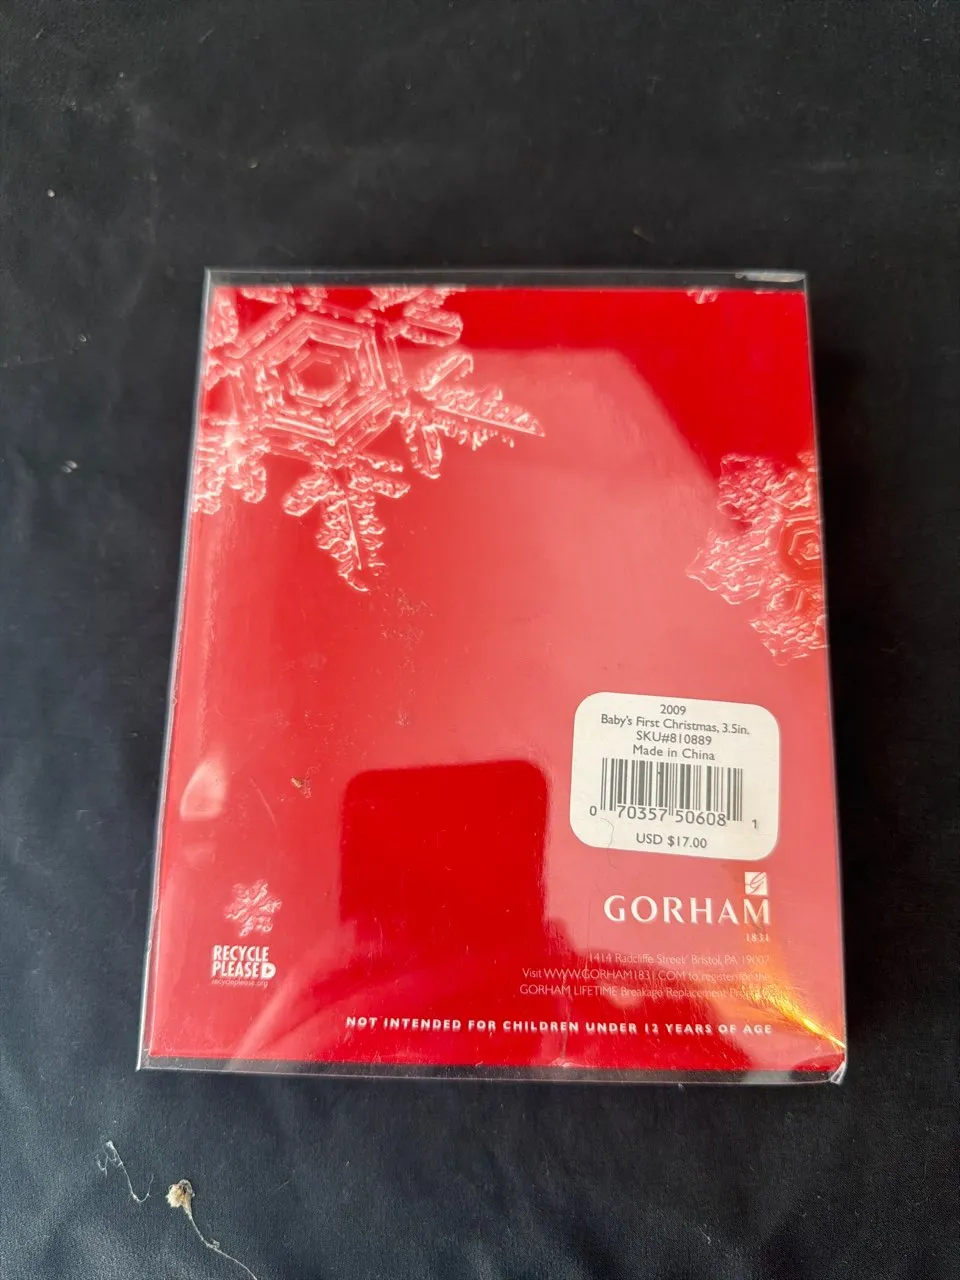 2009
Baby's First Christmas, 3.5in.
SKU#810889
Made in China
0 70357 50608 1
USD $17.00
GORHAM
1831
1414 Radcliffe Street Bristol, PA 19007
Visit WWW.GORHAM1831.COM to register for the
GORHAM LIFETIME Breakage Replacement Program
RECYCLE
PLEASE
recycleplease.org
NOT INTENDED FOR CHILDREN UNDER 12 YEARS OF AGE